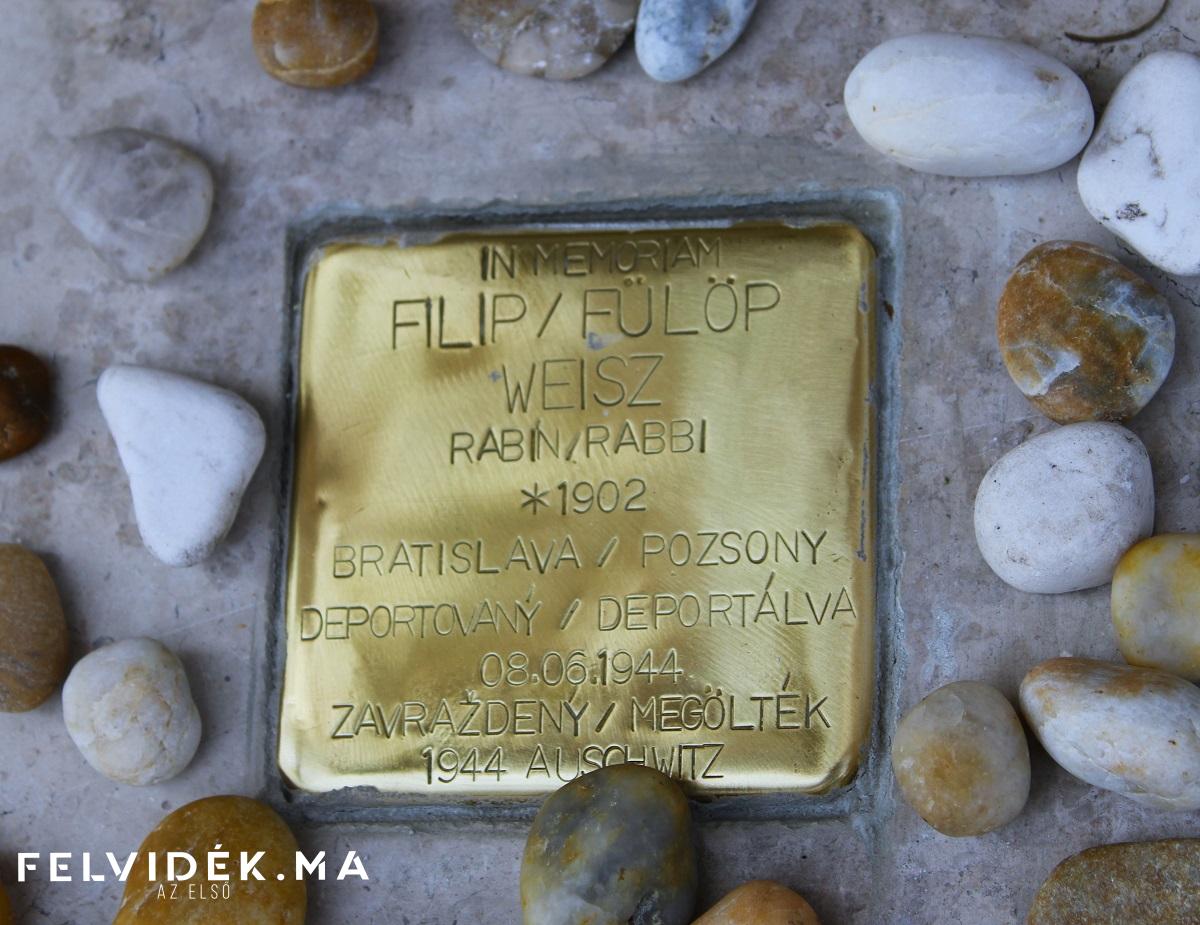 IN MEMORIAM
FILIP / FÜLÖP
WEISZ
RABÍN / RABBI
*1902
BRATISLAVA / POZSONY
DEPORTOVANÝ / DEPORTÁLVA
08.06.1944
ZAVRAŽDENÝ / MEGÖLTÉK
1944 AUSCHWITZ
FELVIDÉK.MA
AZ ELSŐ